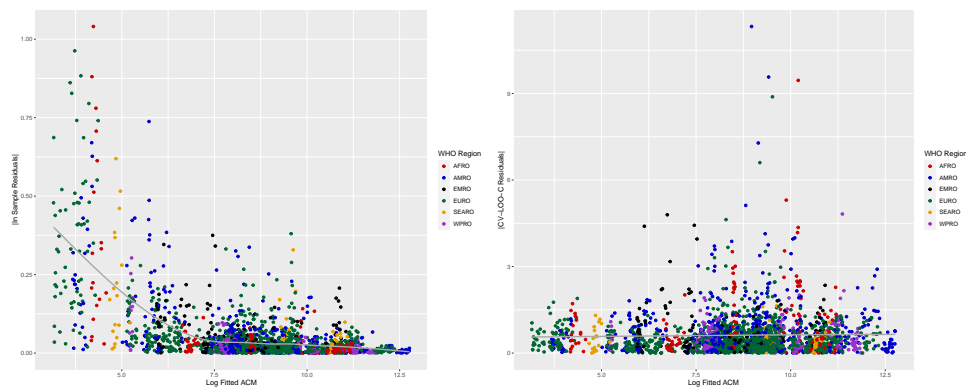 1.00
0.75
0.50
0.25
0.00
|In Sample Residuals|
5.0
7.5
10.0
12.5
Log Fitted ACM
WHO Region
AFRO
AMRO
EMRO
EURO
SEARO
WPRO
9
6
3
0
|CV-LOO-C Residuals|
5.0
7.5
10.0
12.5
Log Fitted ACM
WHO Region
AFRO
AMRO
EMRO
EURO
SEARO
WPRO